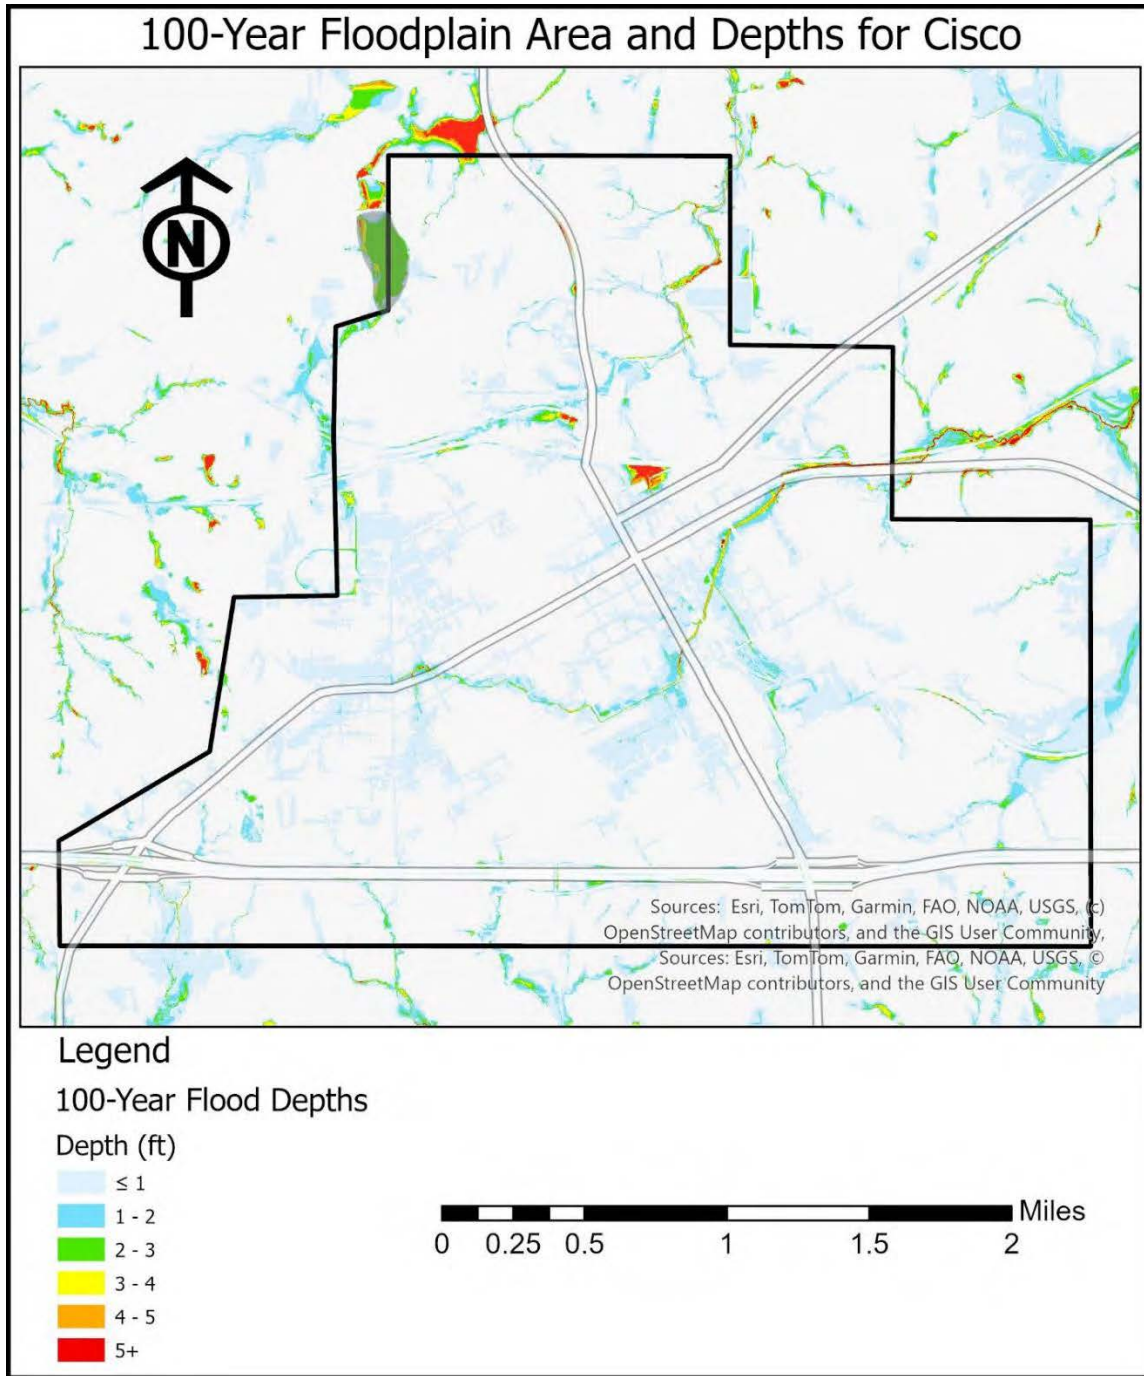 100-Year Floodplain Area and Depths for Cisco
N
Sources: Esri, TomTom, Garmin, FAO, NOAA, USGS, (c)
OpenStreetMap contributors, and the GIS User Community,
Sources: Esri, TomTom, Garmin, FAO, NOAA, USGS, ©
OpenStreetMap contributors, and the GIS User Community
Legend
100-Year Flood Depths
Depth (ft)
≤ 1
1 - 2
2 - 3
3 - 4
4 - 5
5+
Miles
0 0.25 0.5 1 1.5 2